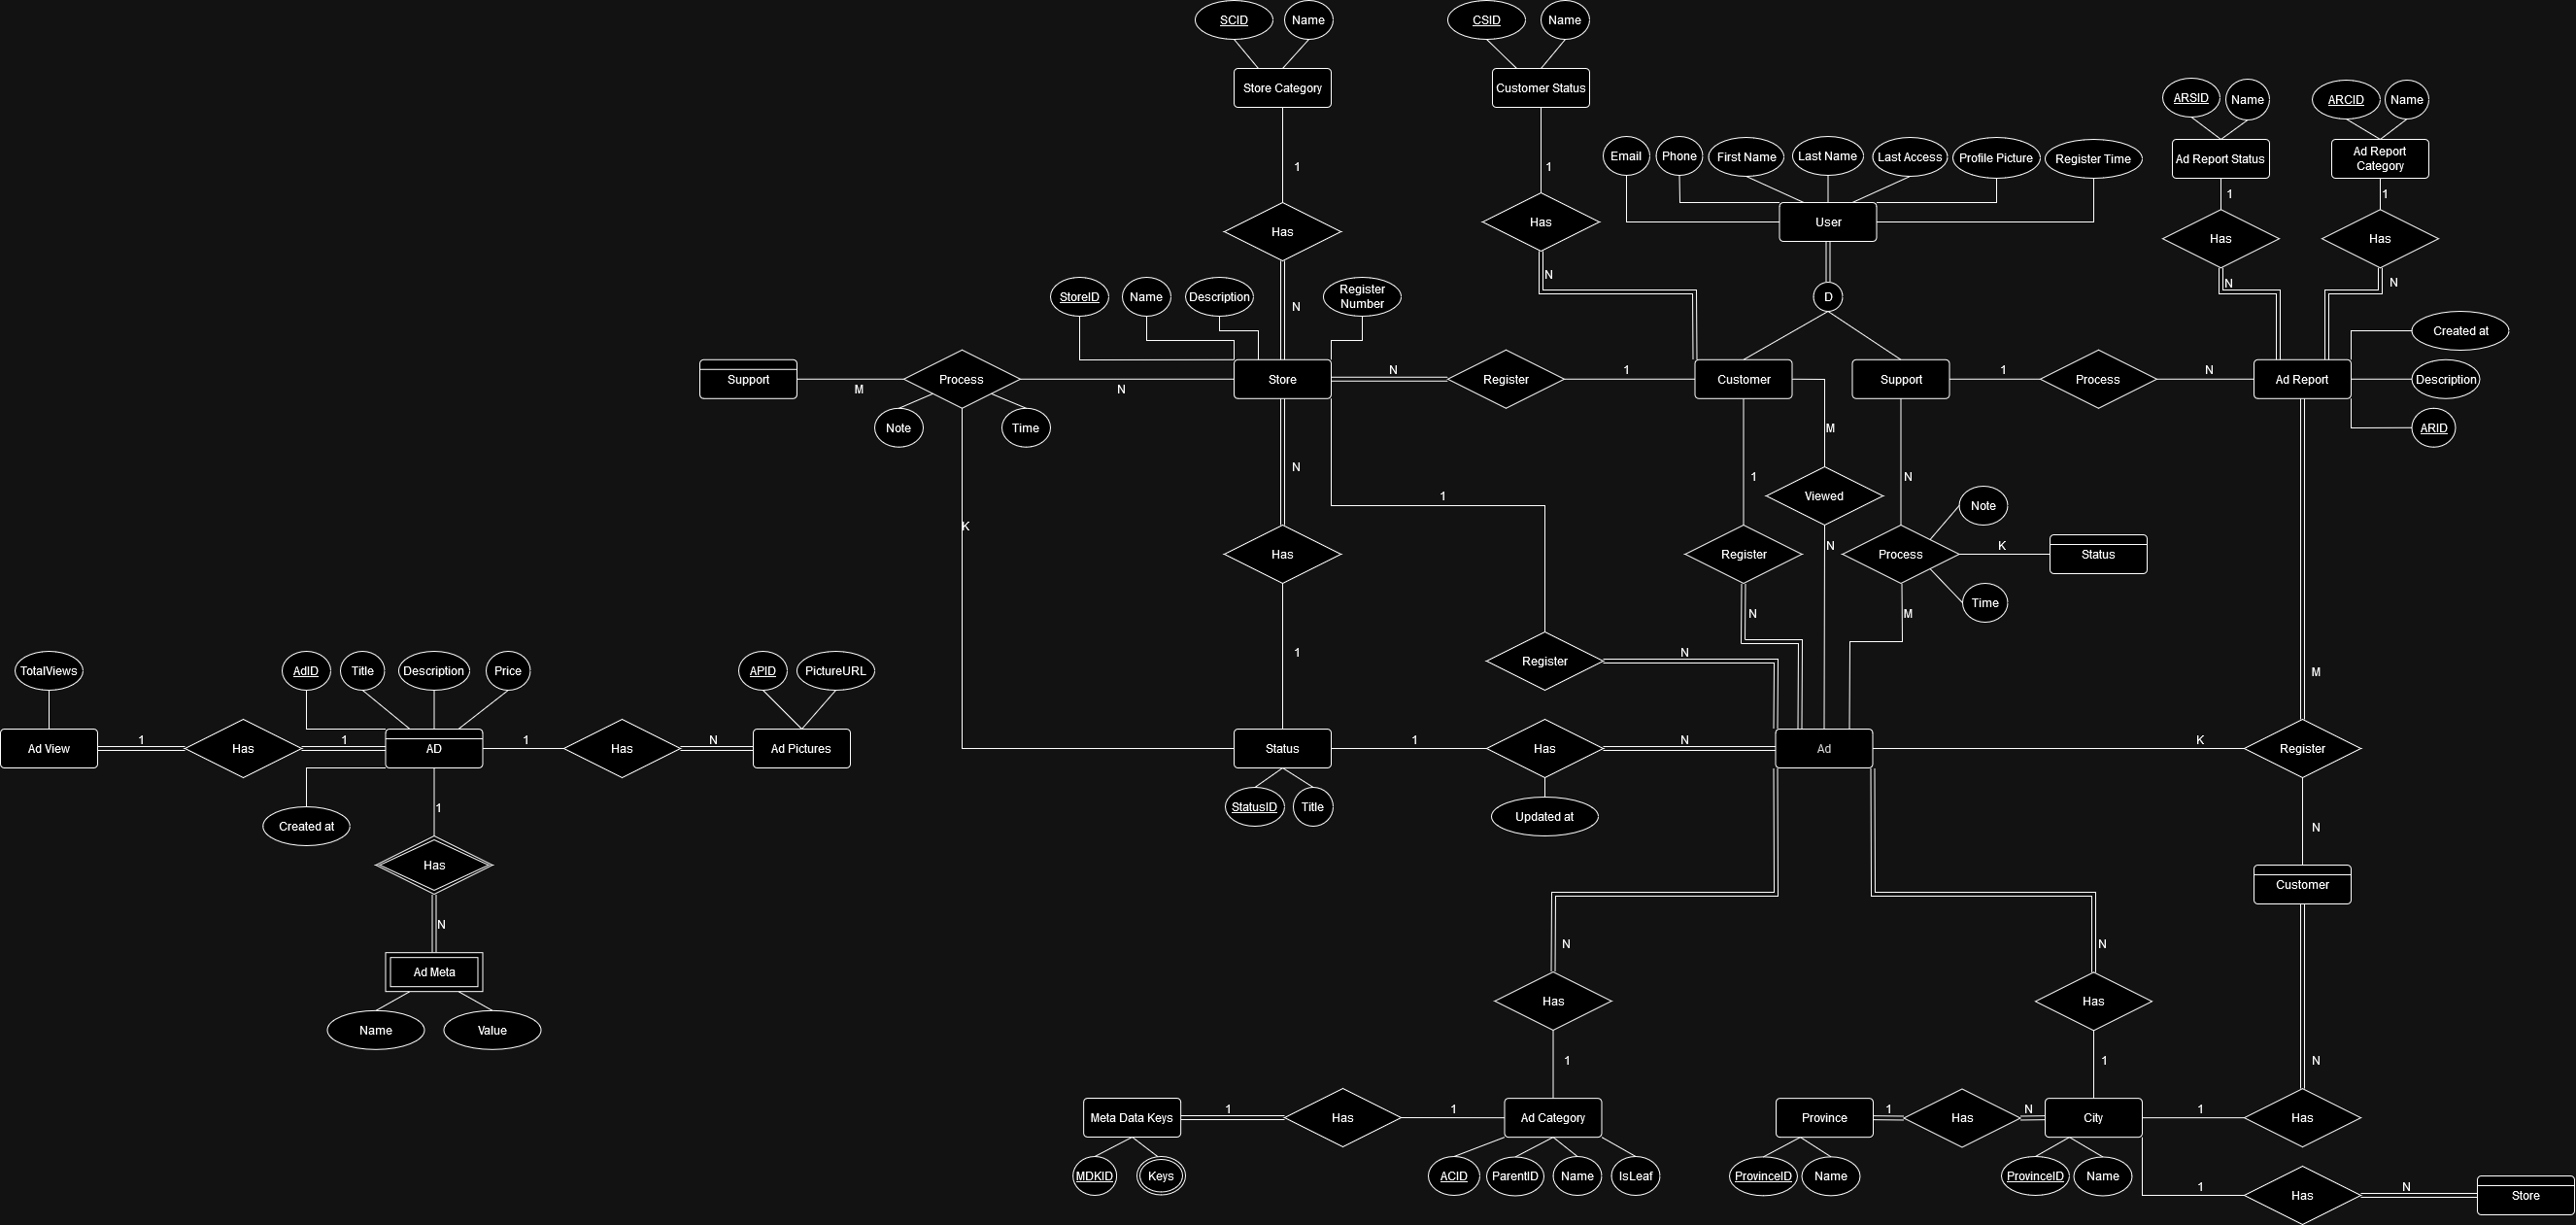 SCID
Name
CSID
Name
Store Category
Customer Status
ARSID
Name
ARCID
Name
Email
Phone
First Name
Last Name
Last Access
Profile Picture
Register Time
Ad Report Status
Ad Report
Category
1
1
1
1
Has
Has
User
Has
Has
N
N
N
StoreID
Name
Description
Register
Number
N
D
Created at
Support
M
Process
N
Store
N
Register
1
Customer
Support
1
Process
N
Ad Report
Description
Note
Time
M
ARID
N
1
N
1
Viewed
Note
K
Has
Register
N
Process
K
Status
N
M
Time
1
Register
N
TotalViews
AdID
Title
Description
Price
APID
PictureURL
M
Ad View
1
Has
1
AD
1
Has
N
Ad Pictures
Status
1
Has
N
Ad
K
Register
StatusID
Title
Updated at
Created at
1
N
Has
Customer
N
N
N
Ad Meta
Has
Has
Name
Value
1
1
N
Meta Data Keys
1
Has
1
Ad Category
Province
1
Has
N
City
1
Has
MDKID
Keys
ACID
ParentID
Name
IsLeaf
ProvinceID
Name
ProvinceID
Name
1
Has
N
Store